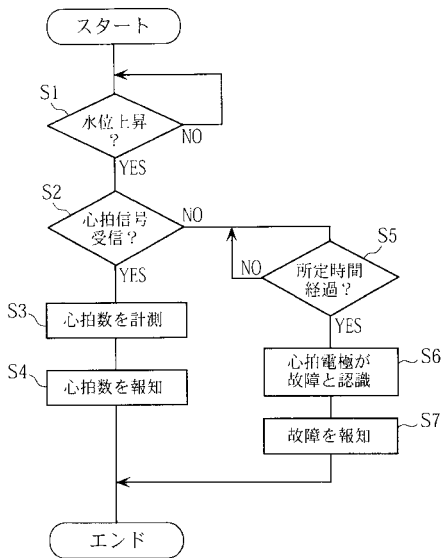 スタート
S1
水位上昇
?
NO
YES
S2
心拍信号
受信?
NO
YES
S5
所定時間
経過?
NO
YES
S3
心拍数を計測
S4
心拍数を報知
S6
心拍電極が
故障と認識
S7
故障を報知
エンド